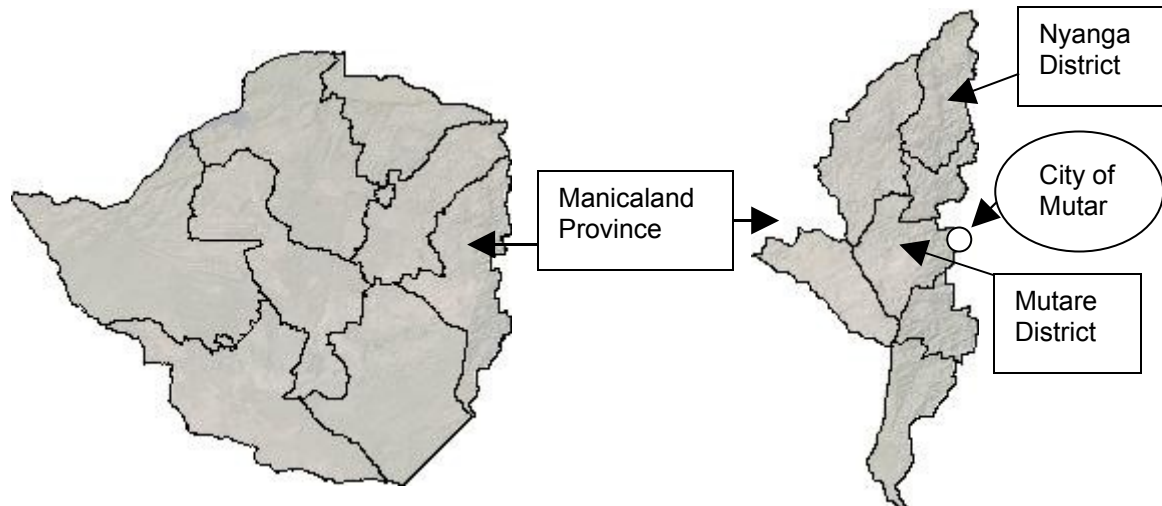 Nyanga
District
Manicaland
Province
City of
Mutar
Mutare
District